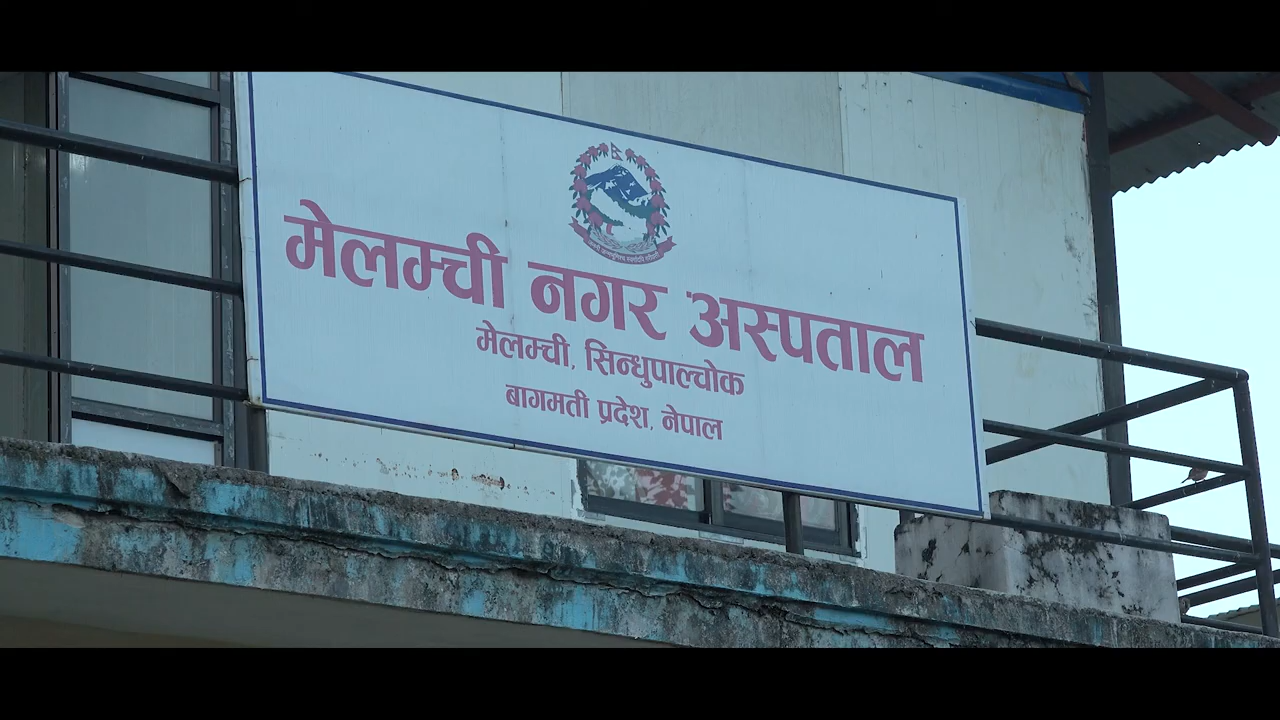 मेलम्ची नगर अस्पताल
मेलम्ची, सिन्धुपाल्चोक
बागमती प्रदेश, नेपाल